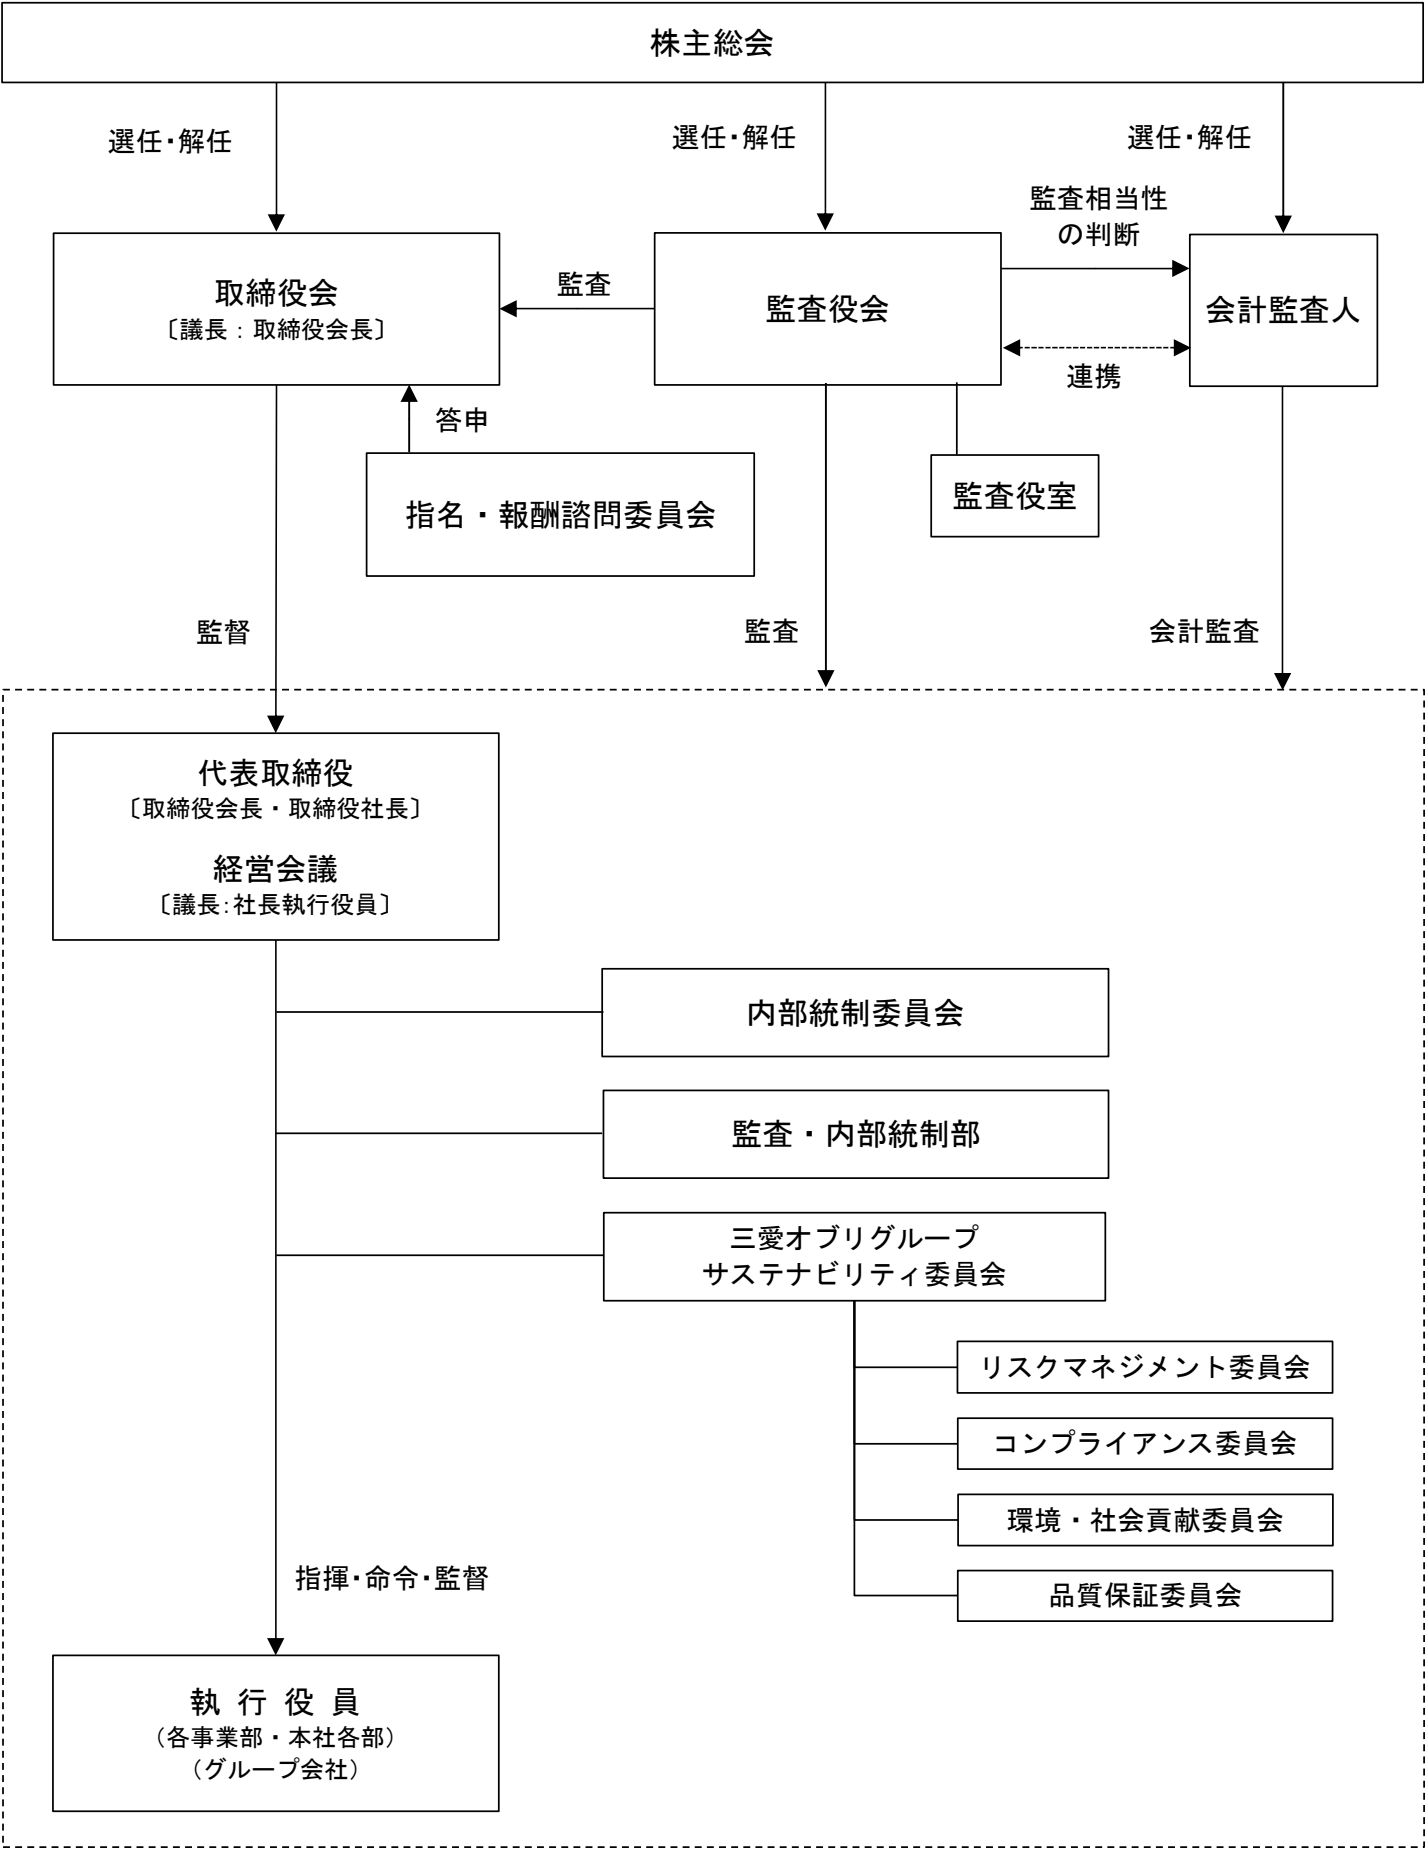 株主総会
選任・解任
選任・解任
選任・解任
監査相当性
の判断
取締役会
〔議長：取締役会長〕
監査
監査役会
会計監査人
連携
答申
指名・報酬諮問委員会
監査役室
監督
監査
会計監査
代表取締役
〔取締役会長・取締役社長〕
経営会議
〔議長：社長執行役員〕
内部統制委員会
監査・内部統制部
三愛オブリグループ
サステナビリティ委員会
リスクマネジメント委員会
コンプライアンス委員会
環境・社会貢献委員会
品質保証委員会
指揮・命令・監督
執 行 役 員
（各事業部・本社各部）
（グループ会社）